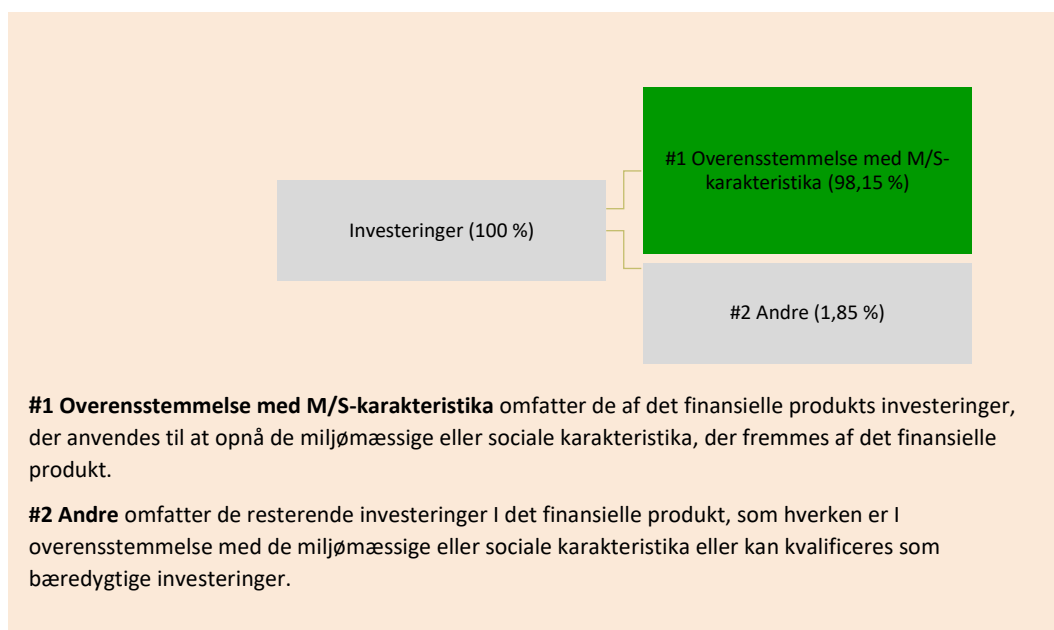 #1 Overensstemmelse med M/S-
karakteristika (98,15 %)
Investeringer (100 %)
#2 Andre (1,85 %)
#1 Overensstemmelse med M/S-karakteristika omfatter de af det finansielle produkts investeringer,
der anvendes til at opnå de miljømæssige eller sociale karakteristika, der fremmes af det finansielle
produkt.
#2 Andre omfatter de resterende investeringer I det finansielle produkt, som hverken er I
overensstemmelse med de miljømæssige eller sociale karakteristika eller kan kvalificeres som
bæredygtige investeringer.